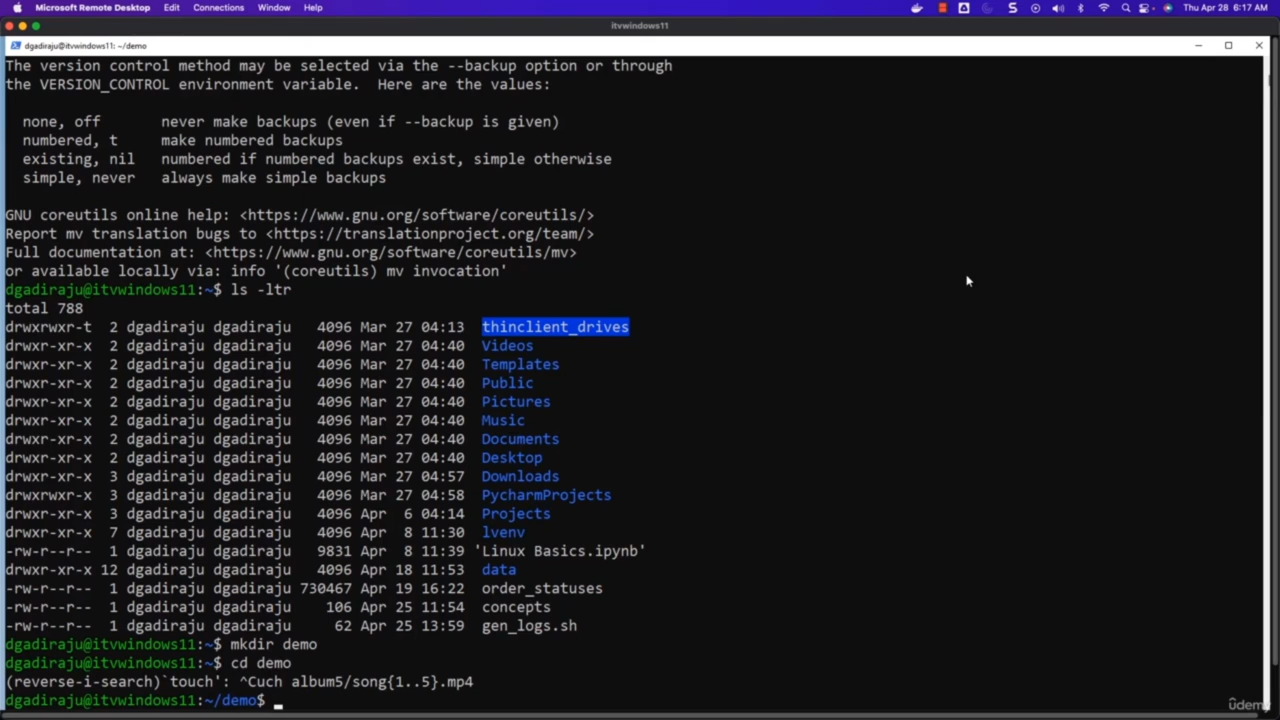 Microsoft Remote Desktop Edit Connections Window Help Thu Apr 28 6:17 AM
itvwindows11
dgadiraju@itvwindows11: ~/demo
The version control method may be selected via the --backup option or through
the VERSION_CONTROL environment variable.  Here are the values:
none, off       never make backups (even if --backup is given)
numbered, t     make numbered backups
existing, nil   numbered if numbered backups exist, simple otherwise
simple, never   always make simple backups
GNU coreutils online help: <https://www.gnu.org/software/coreutils/>
Report mv translation bugs to <https://translationproject.org/team/>
Full documentation at: <https://www.gnu.org/software/coreutils/mv>
or available locally via: info '(coreutils) mv invocation'
dgadiraju@itvwindows11:~$ ls -ltr
total 788
drwxrwxr-t  2 dgadiraju dgadiraju   4096 Mar 27 04:13  thinclient_drives
drwxr-xr-x  2 dgadiraju dgadiraju   4096 Mar 27 04:40  Videos
drwxr-xr-x  2 dgadiraju dgadiraju   4096 Mar 27 04:40  Templates
drwxr-xr-x  2 dgadiraju dgadiraju   4096 Mar 27 04:40  Public
drwxr-xr-x  2 dgadiraju dgadiraju   4096 Mar 27 04:40  Pictures
drwxr-xr-x  2 dgadiraju dgadiraju   4096 Mar 27 04:40  Music
drwxr-xr-x  2 dgadiraju dgadiraju   4096 Mar 27 04:40  Documents
drwxr-xr-x  2 dgadiraju dgadiraju   4096 Mar 27 04:40  Desktop
drwxr-xr-x  3 dgadiraju dgadiraju   4096 Mar 27 04:57  Downloads
drwxrwxr-x  3 dgadiraju dgadiraju   4096 Mar 27 04:58  PycharmProjects
drwxr-xr-x  3 dgadiraju dgadiraju   4096 Apr  6 04:14  Projects
drwxr-xr-x  7 dgadiraju dgadiraju   4096 Apr  8 11:30  lvenv
-rw-r--r--  1 dgadiraju dgadiraju   9831 Apr  8 11:39 'Linux Basics.ipynb'
drwxr-xr-x 12 dgadiraju dgadiraju   4096 Apr 18 11:53  data
-rw-r--r--  1 dgadiraju dgadiraju 730467 Apr 19 16:22  order_statuses
-rw-r--r--  1 dgadiraju dgadiraju    106 Apr 25 11:54  concepts
-rw-r--r--  1 dgadiraju dgadiraju     62 Apr 25 13:59  gen_logs.sh
dgadiraju@itvwindows11:~$ mkdir demo
dgadiraju@itvwindows11:~$ cd demo
(reverse-i-search)`touch': ^Cuch album5/song{1..5}.mp4
dgadiraju@itvwindows11:~/demo$
ûdemy